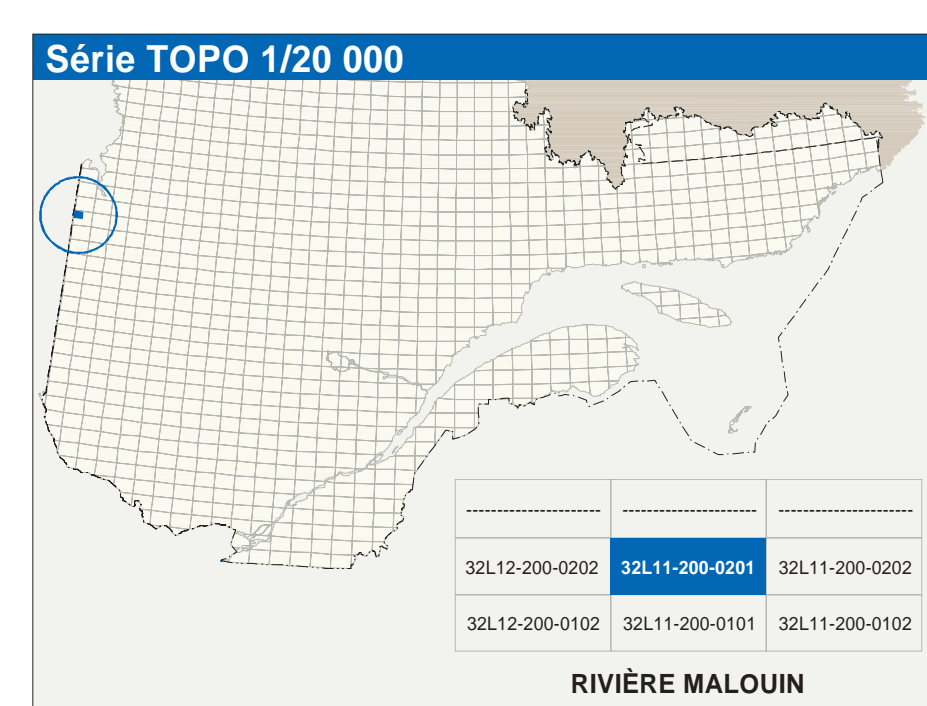 Série TOPO 1/20 000
--------------------- --------------------- ---------------------
32L12-200-0202 32L11-200-0201 32L11-200-0202
32L12-200-0102 32L11-200-0101 32L11-200-0102
RIVIÈRE MALOUIN